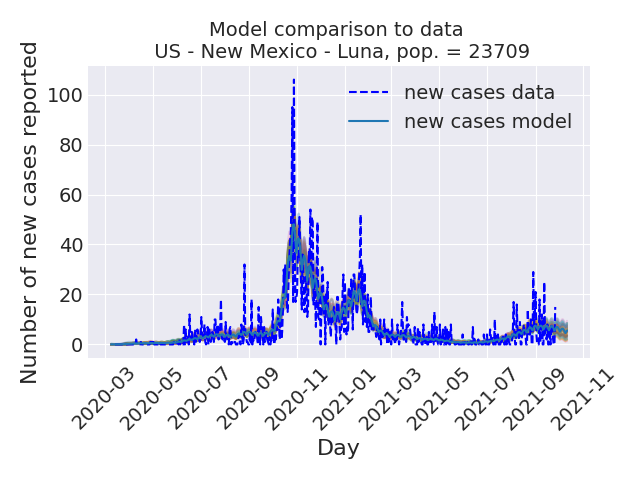 Model comparison to data
US - New Mexico - Luna, pop. = 23709
Number of new cases reported
100
80
60
40
20
0
new cases data
new cases model
2020-03
2020-05
2020-07
2020-09
2020-11
2021-01
2021-03
2021-05
2021-07
2021-09
2021-11
Day